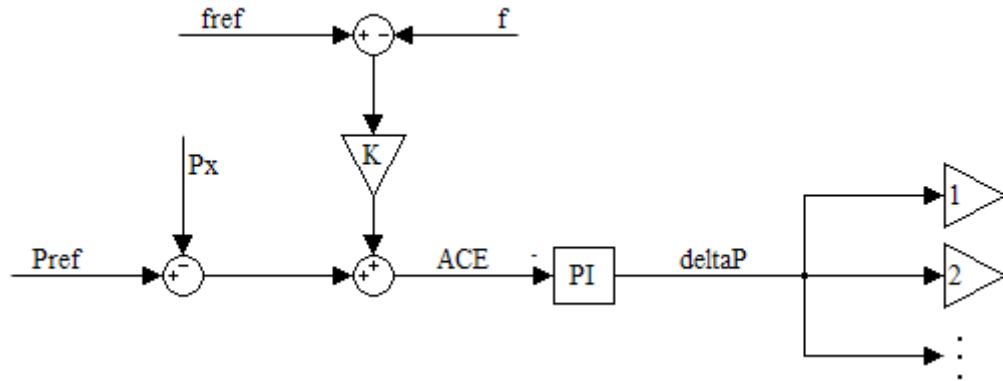 fref
f
+ -
K
Px
1
Pref
-
+
+
+
ACE
-
PI
deltaP
2
⋮